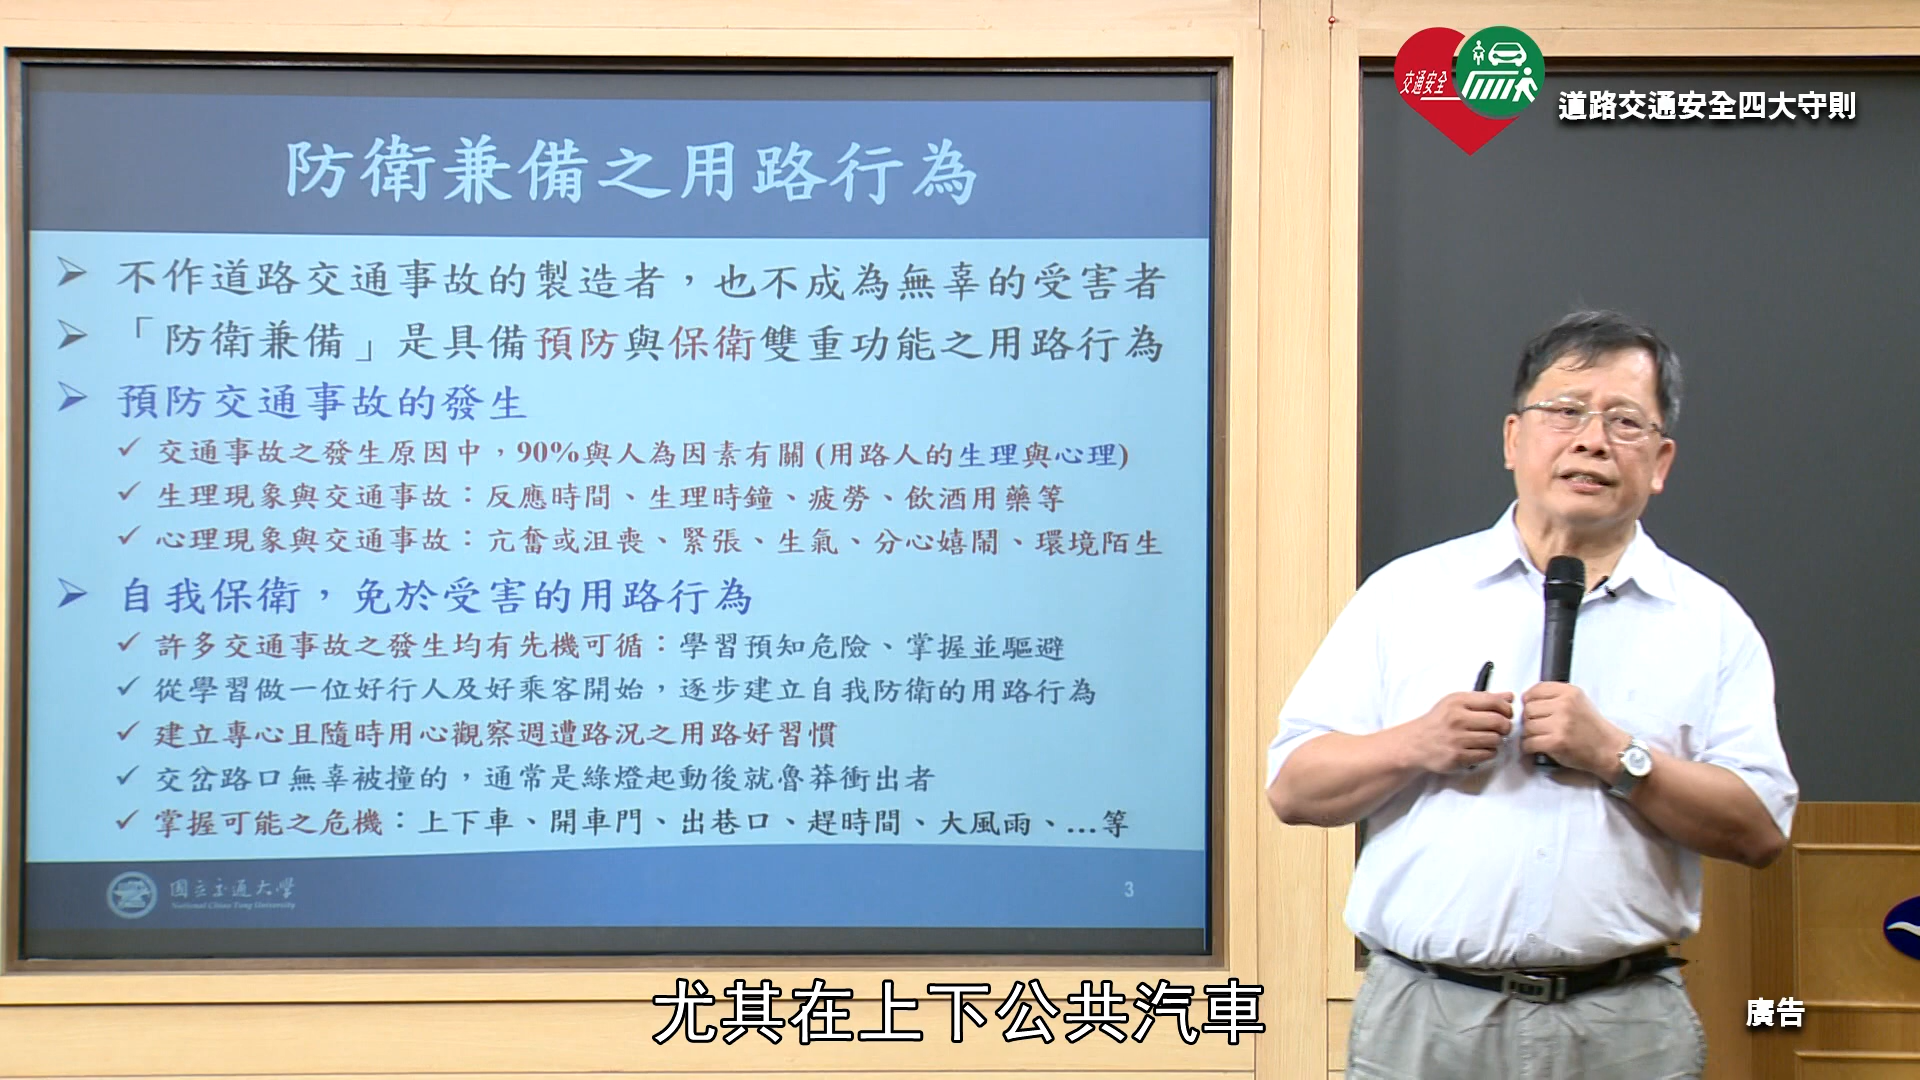 交通安全
道路交通安全四大守則
防衛兼備之用路行為
不作道路交通事故的製造者，也不成為無辜的受害者
「防衛兼備」是具備預防與保衛雙重功能之用路行為
預防交通事故的發生
交通事故之發生原因中，90%與人為因素有關(用路人的生理與心理)
生理現象與交通事故：反應時間、生理時鐘、疲勞、飲酒用藥等
心理現象與交通事故：亢奮或沮喪、緊張、生氣、分心嬉鬧、環境陌生
自我保衛，免於受害的用路行為
許多交通事故之發生均有先機可循：學習預知危險、掌握並驅避
從學習做一位好行人及好乘客開始，逐步建立自我防衛的用路行為
建立專心且隨時用心觀察週遭路況之用路好習慣
交岔路口無辜被撞的，通常是綠燈起動後就魯莽衝出者
掌握可能之危機：上下車、開車門、出巷口、趕時間、大風雨、...等
國立交通大學
National Chiao Tung University
3
尤其在上下公共汽車
廣告